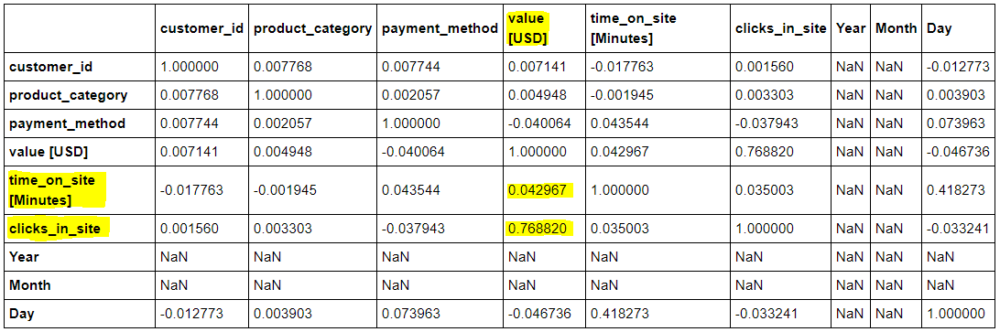 customer_id product_category payment_method value [USD] time_on_site [Minutes] clicks_in_site Year Month Day
customer_id 1.000000 0.007768 0.007744 0.007141 -0.017763 0.001560 NaN NaN -0.012773
product_category 0.007768 1.000000 0.002057 0.004948 -0.001945 0.003303 NaN NaN 0.003903
payment_method 0.007744 0.002057 1.000000 -0.040064 0.043544 -0.037943 NaN NaN 0.073963
value [USD] 0.007141 0.004948 -0.040064 1.000000 0.042967 0.768820 NaN NaN -0.046736
time_on_site [Minutes] -0.017763 -0.001945 0.043544 0.042967 1.000000 0.035003 NaN NaN 0.418273
clicks_in_site 0.001560 0.003303 -0.037943 0.768820 0.035003 1.000000 NaN NaN -0.033241
Year NaN NaN NaN NaN NaN NaN NaN NaN NaN
Month NaN NaN NaN NaN NaN NaN NaN NaN NaN
Day -0.012773 0.003903 0.073963 -0.046736 0.418273 -0.033241 NaN NaN 1.000000